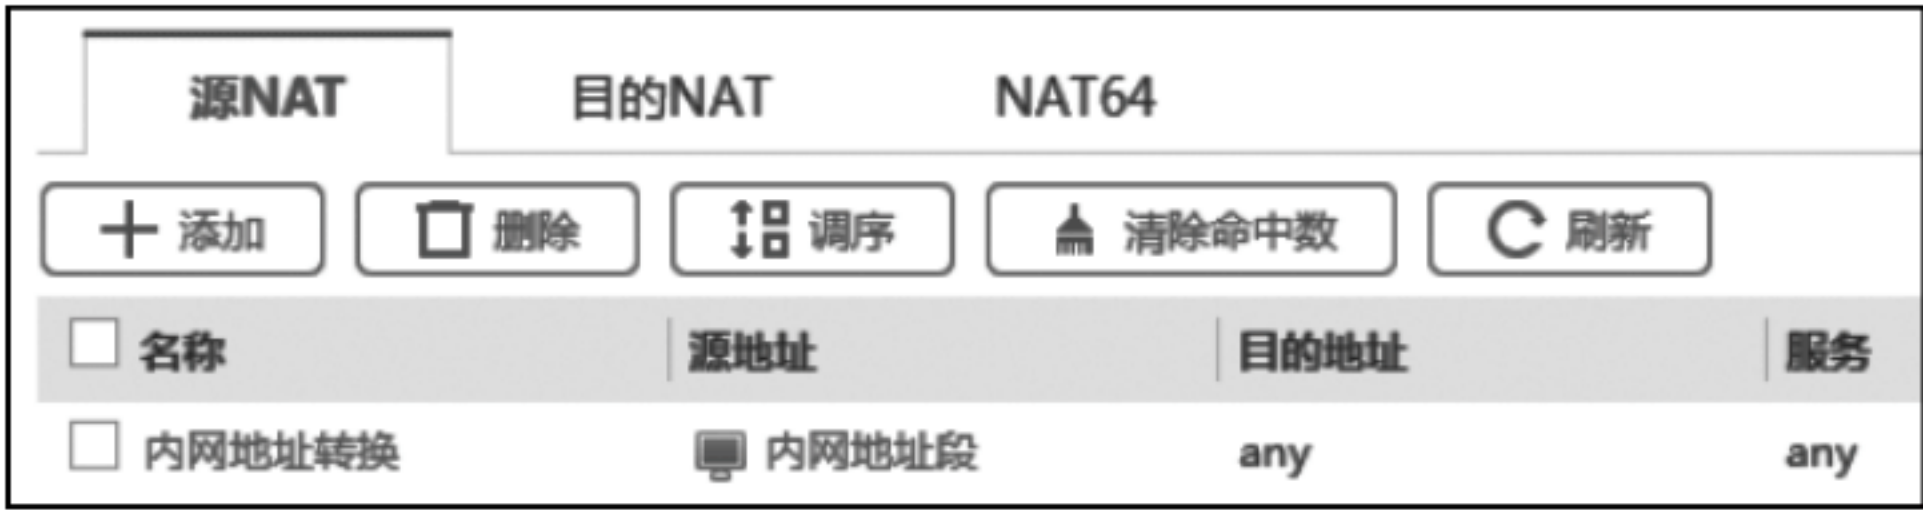 源NAT 目的NAT NAT64
添加 删除 调序 清除命中数 刷新
名称 源地址 目的地址 服务
内网地址转换 内网地址段 any any